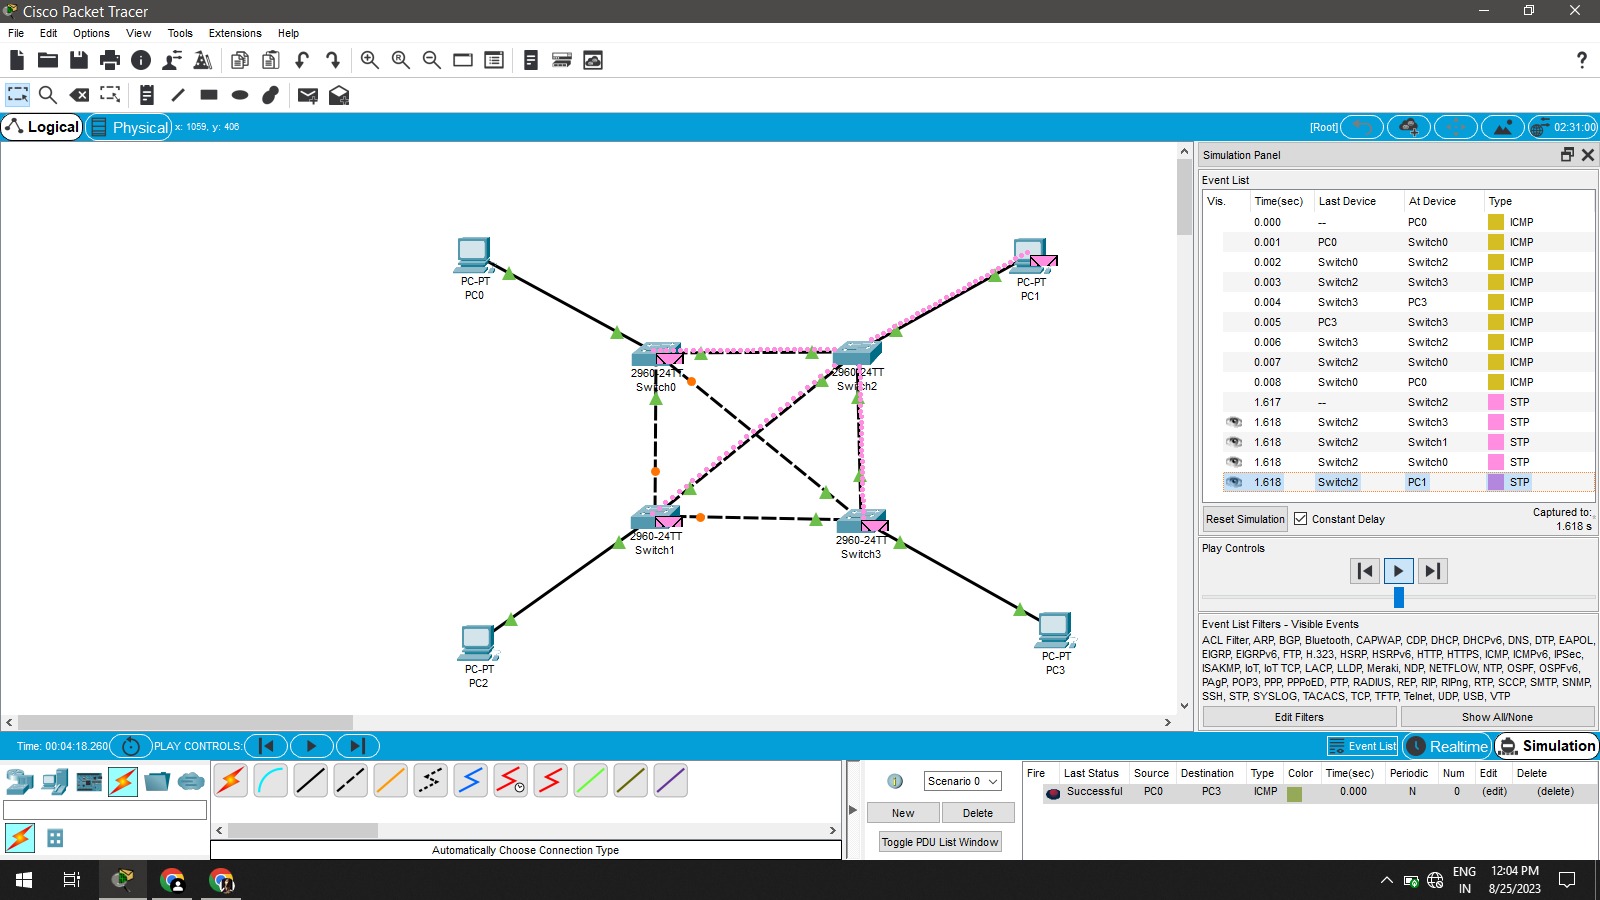 Cisco Packet Tracer
File Edit Options View Tools Extensions Help
Logical Physical x: 1059, y: 406 [Root] 02:31:00
Simulation Panel
Event List
Vis. Time(sec) Last Device At Device Type
0.000 -- PC0 ICMP
0.001 PC0 Switch0 ICMP
0.002 Switch0 Switch2 ICMP
0.003 Switch2 Switch3 ICMP
0.004 Switch3 PC3 ICMP
0.005 PC3 Switch3 ICMP
0.006 Switch3 Switch2 ICMP
0.007 Switch2 Switch0 ICMP
0.008 Switch0 PC0 ICMP
1.617 -- Switch2 STP
1.618 Switch2 Switch3 STP
1.618 Switch2 Switch1 STP
1.618 Switch2 Switch0 STP
1.618 Switch2 PC1 STP
Reset Simulation Constant Delay Captured to:
1.618 s
Play Controls
Event List Filters - Visible Events
ACL Filter, ARP, BGP, Bluetooth, CAPWAP, CDP, DHCP, DHCPv6, DNS, DTP, EAPOL,
EIGRP, EIGRPv6, FTP, H.323, HSRP, HSRPv6, HTTP, HTTPS, ICMP, ICMPv6, IPSec,
ISAKMP, IoT, IoT TCP, LACP, LLDP, Meraki, NDP, NETFLOW, NTP, OSPF, OSPFv6,
PAgP, POP3, PPP, PPPoED, PTP, RADIUS, REP, RIP, RIPng, RTP, SCCP, SMTP, SNMP,
SSH, STP, SYSLOG, TACACS, TCP, TFTP, Telnet, UDP, USB, VTP
Edit Filters Show All/None
PC-PT
PC0
PC-PT
PC1
2960-24TT
Switch0
2960-24TT
Switch2
2960-24TT
Switch1
2960-24TT
Switch3
PC-PT
PC2
PC-PT
PC3
Time: 00:04:18.260 PLAY CONTROLS: Event List Realtime Simulation
Automatically Choose Connection Type
Scenario 0
New Delete
Toggle PDU List Window
Fire Last Status Source Destination Type Color Time(sec) Periodic Num Edit Delete
Successful PC0 PC3 ICMP 0.000 N 0 (edit) (delete)
ENG
IN
12:04 PM
8/25/2023